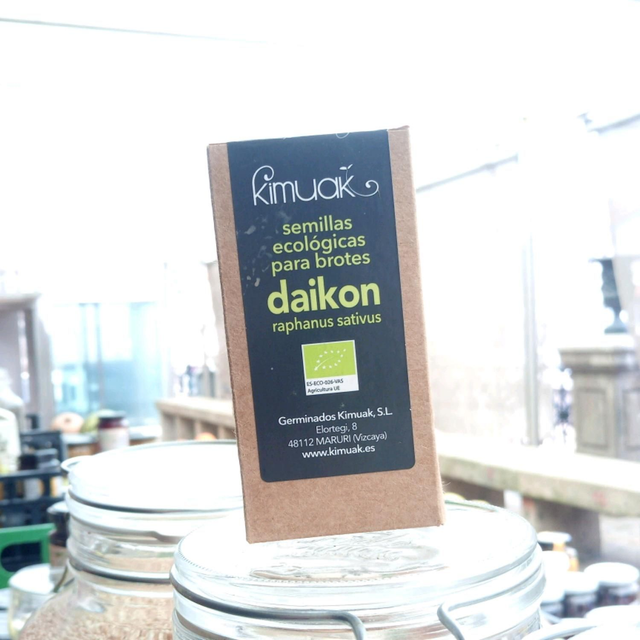 kimuak
semillas
ecológicas
para brotes
daikon
raphanus sativus
ES-ECO-026-VAS
Agricultura UE
Germinados Kimuak, S.L.
Elortegi, 8
48112 MARURI (Vizcaya)
www.kimuak.es